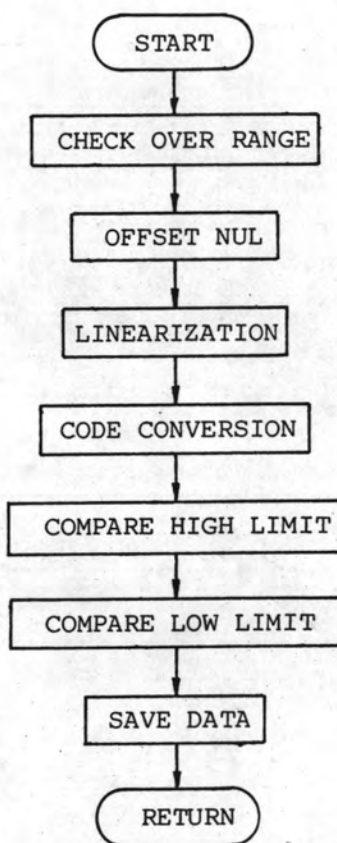 START
CHECK OVER RANGE
OFFSET NUL
LINEARIZATION
CODE CONVERSION
COMPARE HIGH LIMIT
COMPARE LOW LIMIT
SAVE DATA
RETURN